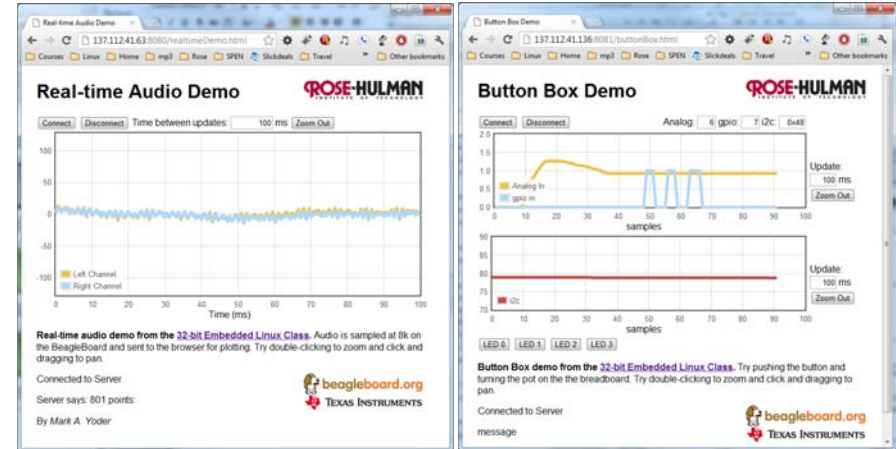 Real-time Audio Demo
137.112.41.63:8080/realtimeDemo.html
Courses Linux Home mp3 Rose SPEN Slickdeals Travel Other bookmarks
Real-time Audio Demo
ROSE-HULMAN
INSTITUTE OF TECHNOLOGY
Connect Disconnect Time between updates: 100 ms Zoom Out
100
50
0
-50
-100
Left Channel
Right Channel
0 10 20 30 40 50 60 70 80 90 100
Time (ms)
Real-time audio demo from the 32-bit Embedded Linux Class. Audio is sampled at 8k on
the BeagleBoard and sent to the browser for plotting. Try double-clicking to zoom and click and
dragging to pan.
Connected to Server
Server says: 801 points:
By Mark A. Yoder
beagleboard.org
TEXAS INSTRUMENTS
Button Box Demo
137.112.41.136:8081/buttonBox.html
Courses Linux Home mp3 Rose SPEN Slickdeals Travel Other bookmarks
Button Box Demo
ROSE-HULMAN
INSTITUTE OF TECHNOLOGY
Connect Disconnect Analog: 6 gpio: 7 i2c: 0x48
2.0
1.5
1.0
0.5
0.0
Analog In
gpio in
10 20 30 40 50 60 70 80 90 100
samples
Update:
100 ms
Zoom Out
90
85
80
75
70
i2c
0 10 20 30 40 50 60 70 80 90 100
samples
Update:
100 ms
Zoom Out
LED 0 LED 1 LED 2 LED 3
Button Box demo from the 32-bit Embedded Linux Class. Try pushing the button and
turning the pot on the the breadboard. Try double-clicking to zoom and click and dragging to
pan.
Connected to Server
message
beagleboard.org
TEXAS INSTRUMENTS